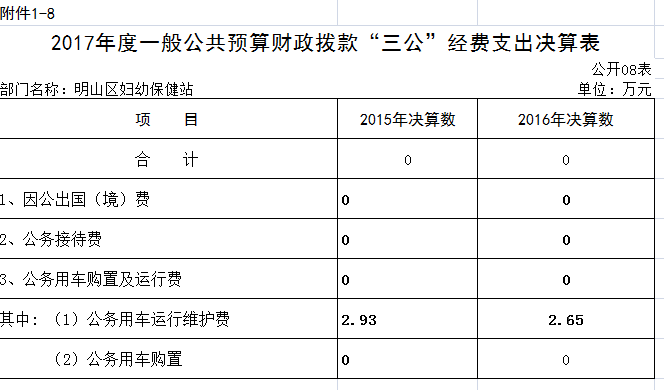 附件1-8
2017年度一般公共预算财政拨款“三公”经费支出决算表
公开08表
部门名称：明山区妇幼保健站 单位：万元
项 目 2015年决算数 2016年决算数
合 计 0 0
1、因公出国（境）费 0 0
2、公务接待费 0 0
3、公务用车购置及运行费 0 0
其中：（1）公务用车运行维护费 2.93 2.65
（2）公务用车购置 0 0